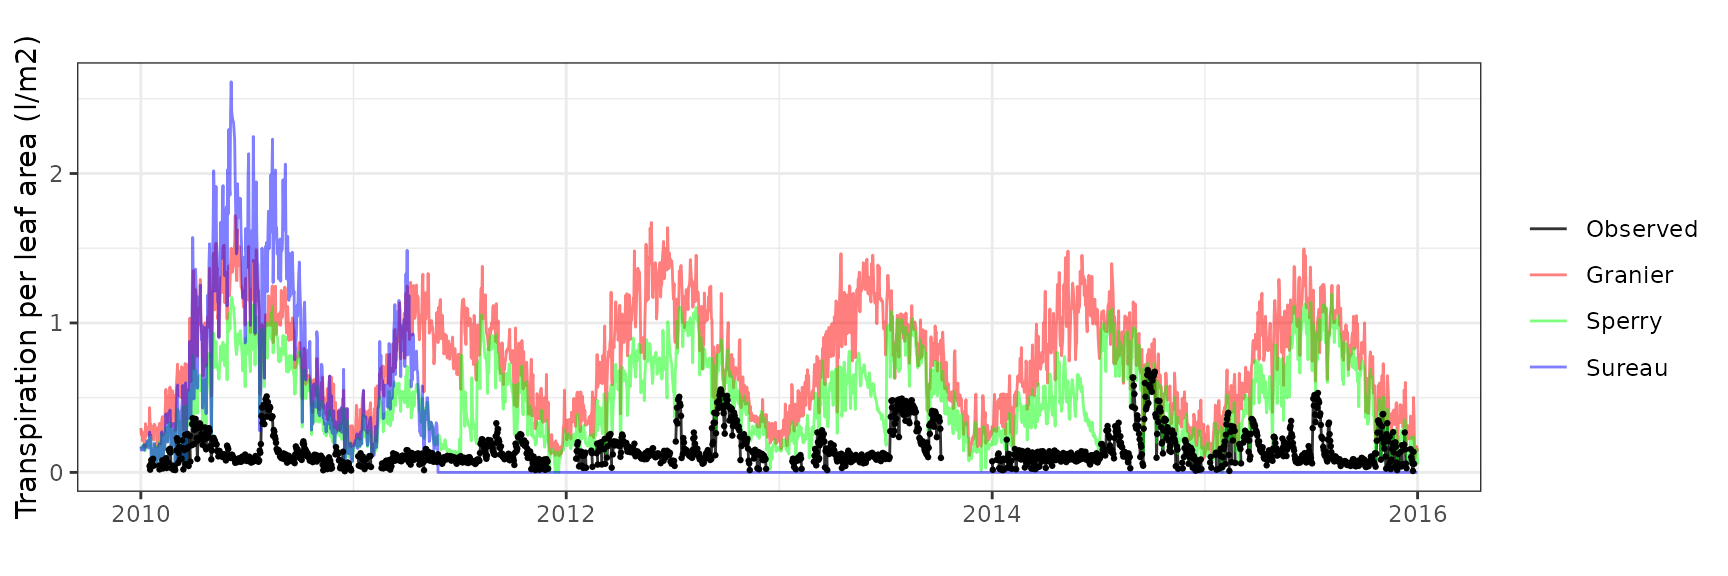 Transpiration per leaf area (l/m2)
2
1
0
2010
2012
2014
2016
Observed
Granier
Sperry
Sureau